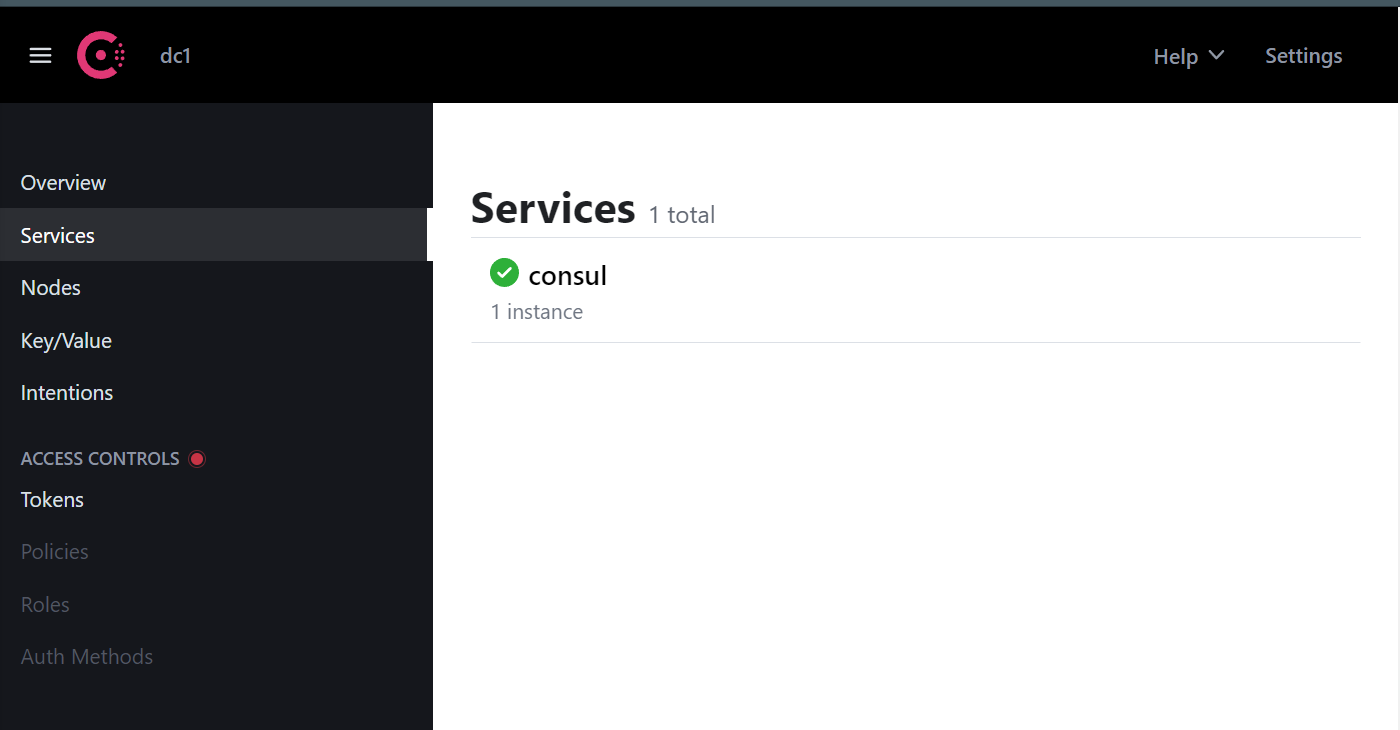 dc1
Help
Settings
Overview
Services
Nodes
Key/Value
Intentions
ACCESS CONTROLS
Tokens
Policies
Roles
Auth Methods
Services 1 total
consul
1 instance